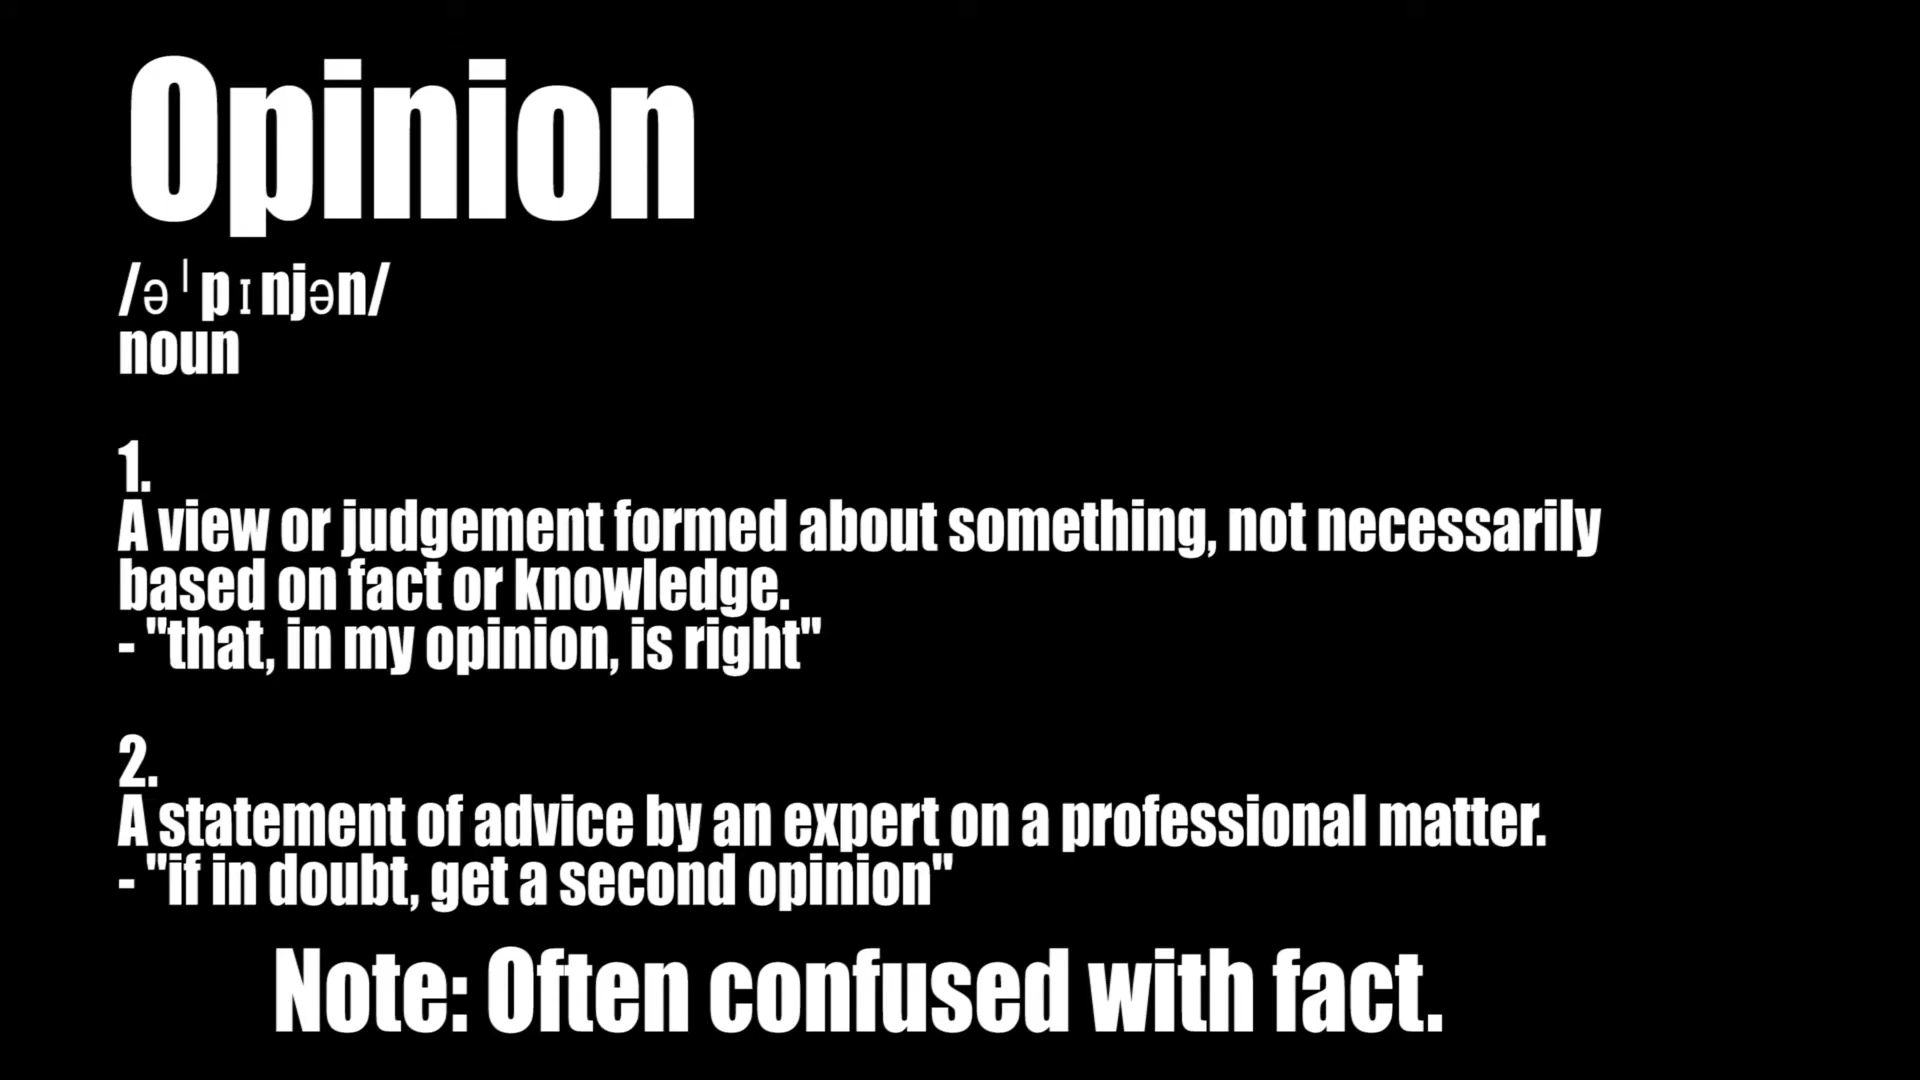 Opinion
/əˈpɪnjən/
noun
1.
A view or judgement formed about something, not necessarily
based on fact or knowledge.
- "that, in my opinion, is right"
2.
A statement of advice by an expert on a professional matter.
- "if in doubt, get a second opinion"
Note: Often confused with fact.